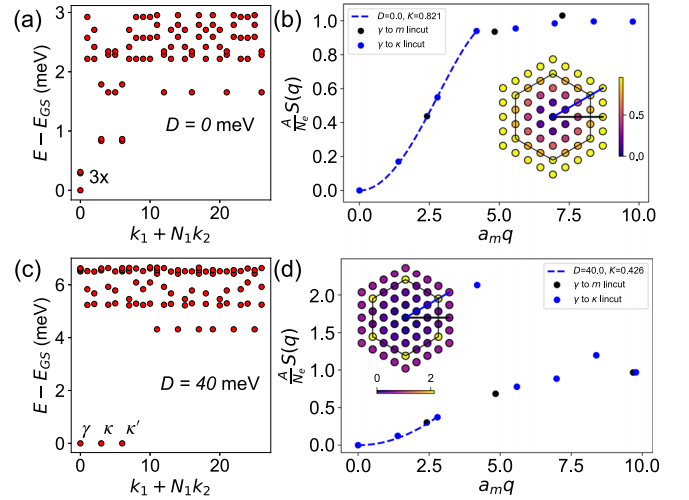 (a)
3
2
1
0
E − E_GS (meV)
D = 0 meV
3x
0
10
20
k₁ + N₁k₂
(b)
1.0
0.8
0.6
0.4
0.2
0.0
A/N_e S(q)
D=0.0, K=0.821
γ to m lincut
γ to κ lincut
0.5
0.0
0.0
2.5
5.0
7.5
10.0
a_m q
(c)
6
4
2
0
E − E_GS (meV)
D = 40 meV
γ κ κ′
0
10
20
k₁ + N₁k₂
(d)
2.0
1.5
1.0
0.5
0.0
A/N_e S(q)
D=40.0, K=0.426
γ to m lincut
γ to κ lincut
0
2
0.0
2.5
5.0
7.5
10.0
a_m q